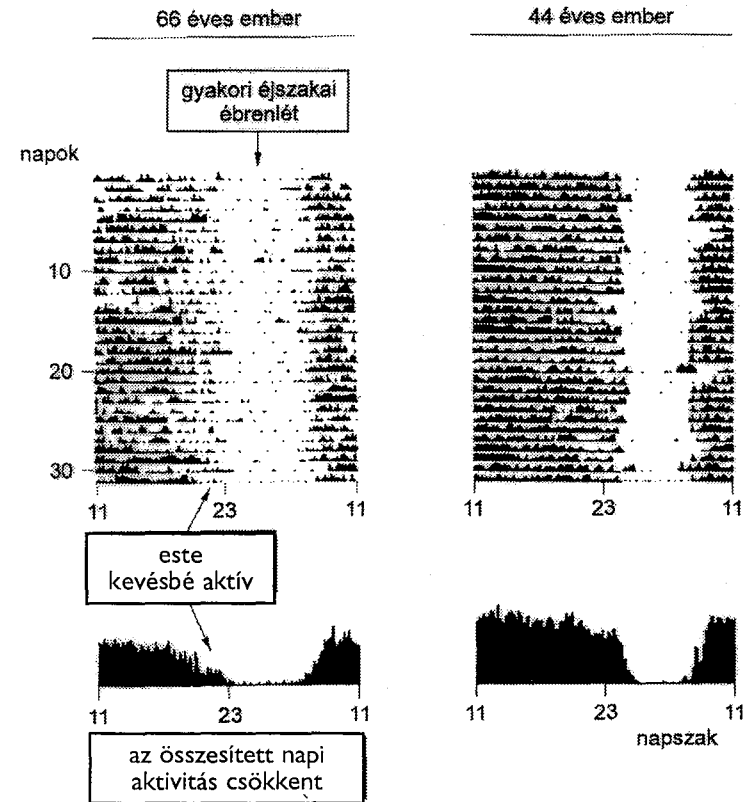 66 éves ember
44 éves ember
gyakori éjszakai
ébrenlét
napok
10
20
30
11
23
11
11
23
11
este
kevésbé aktív
11
23
11
11
23
11
napszak
az összesített napi
aktivitás csökkent